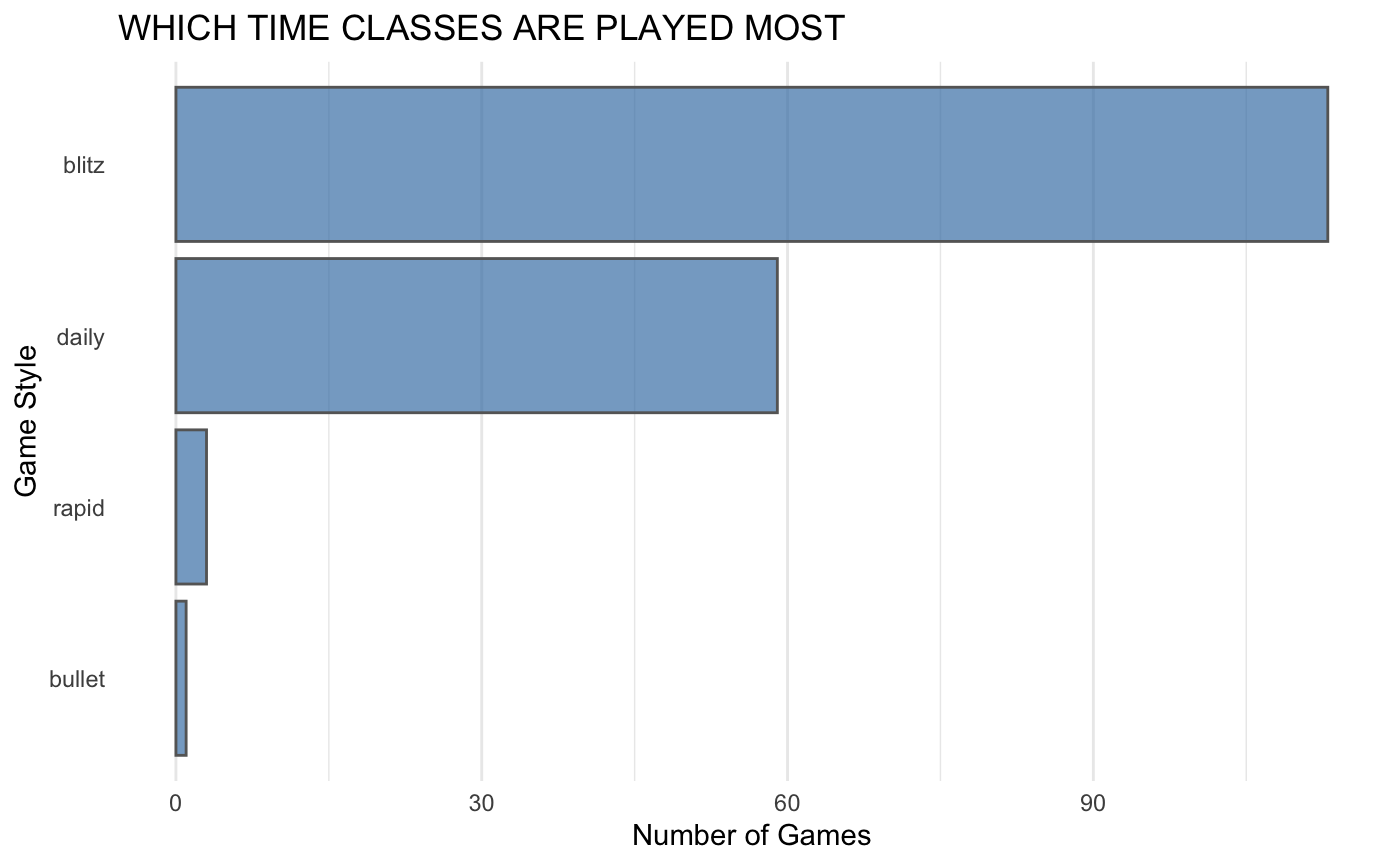 WHICH TIME CLASSES ARE PLAYED MOST
Game Style
blitz
daily
rapid
bullet
0 30 60 90
Number of Games